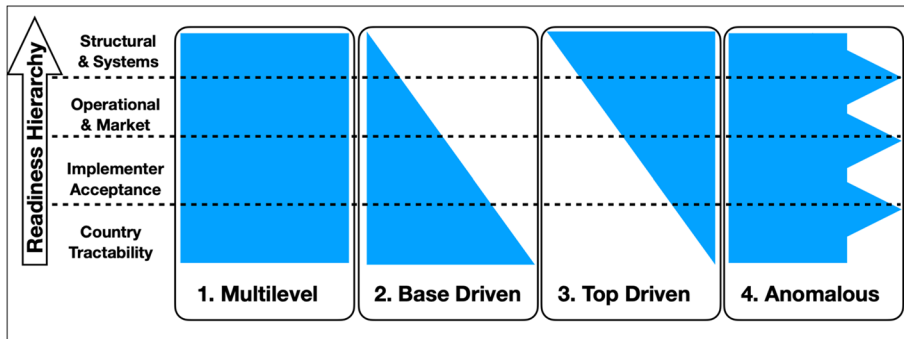 Readiness Hierarchy
Structural
& Systems
Operational
& Market
Implementer
Acceptance
Country
Tractability
1. Multilevel
2. Base Driven
3. Top Driven
4. Anomalous